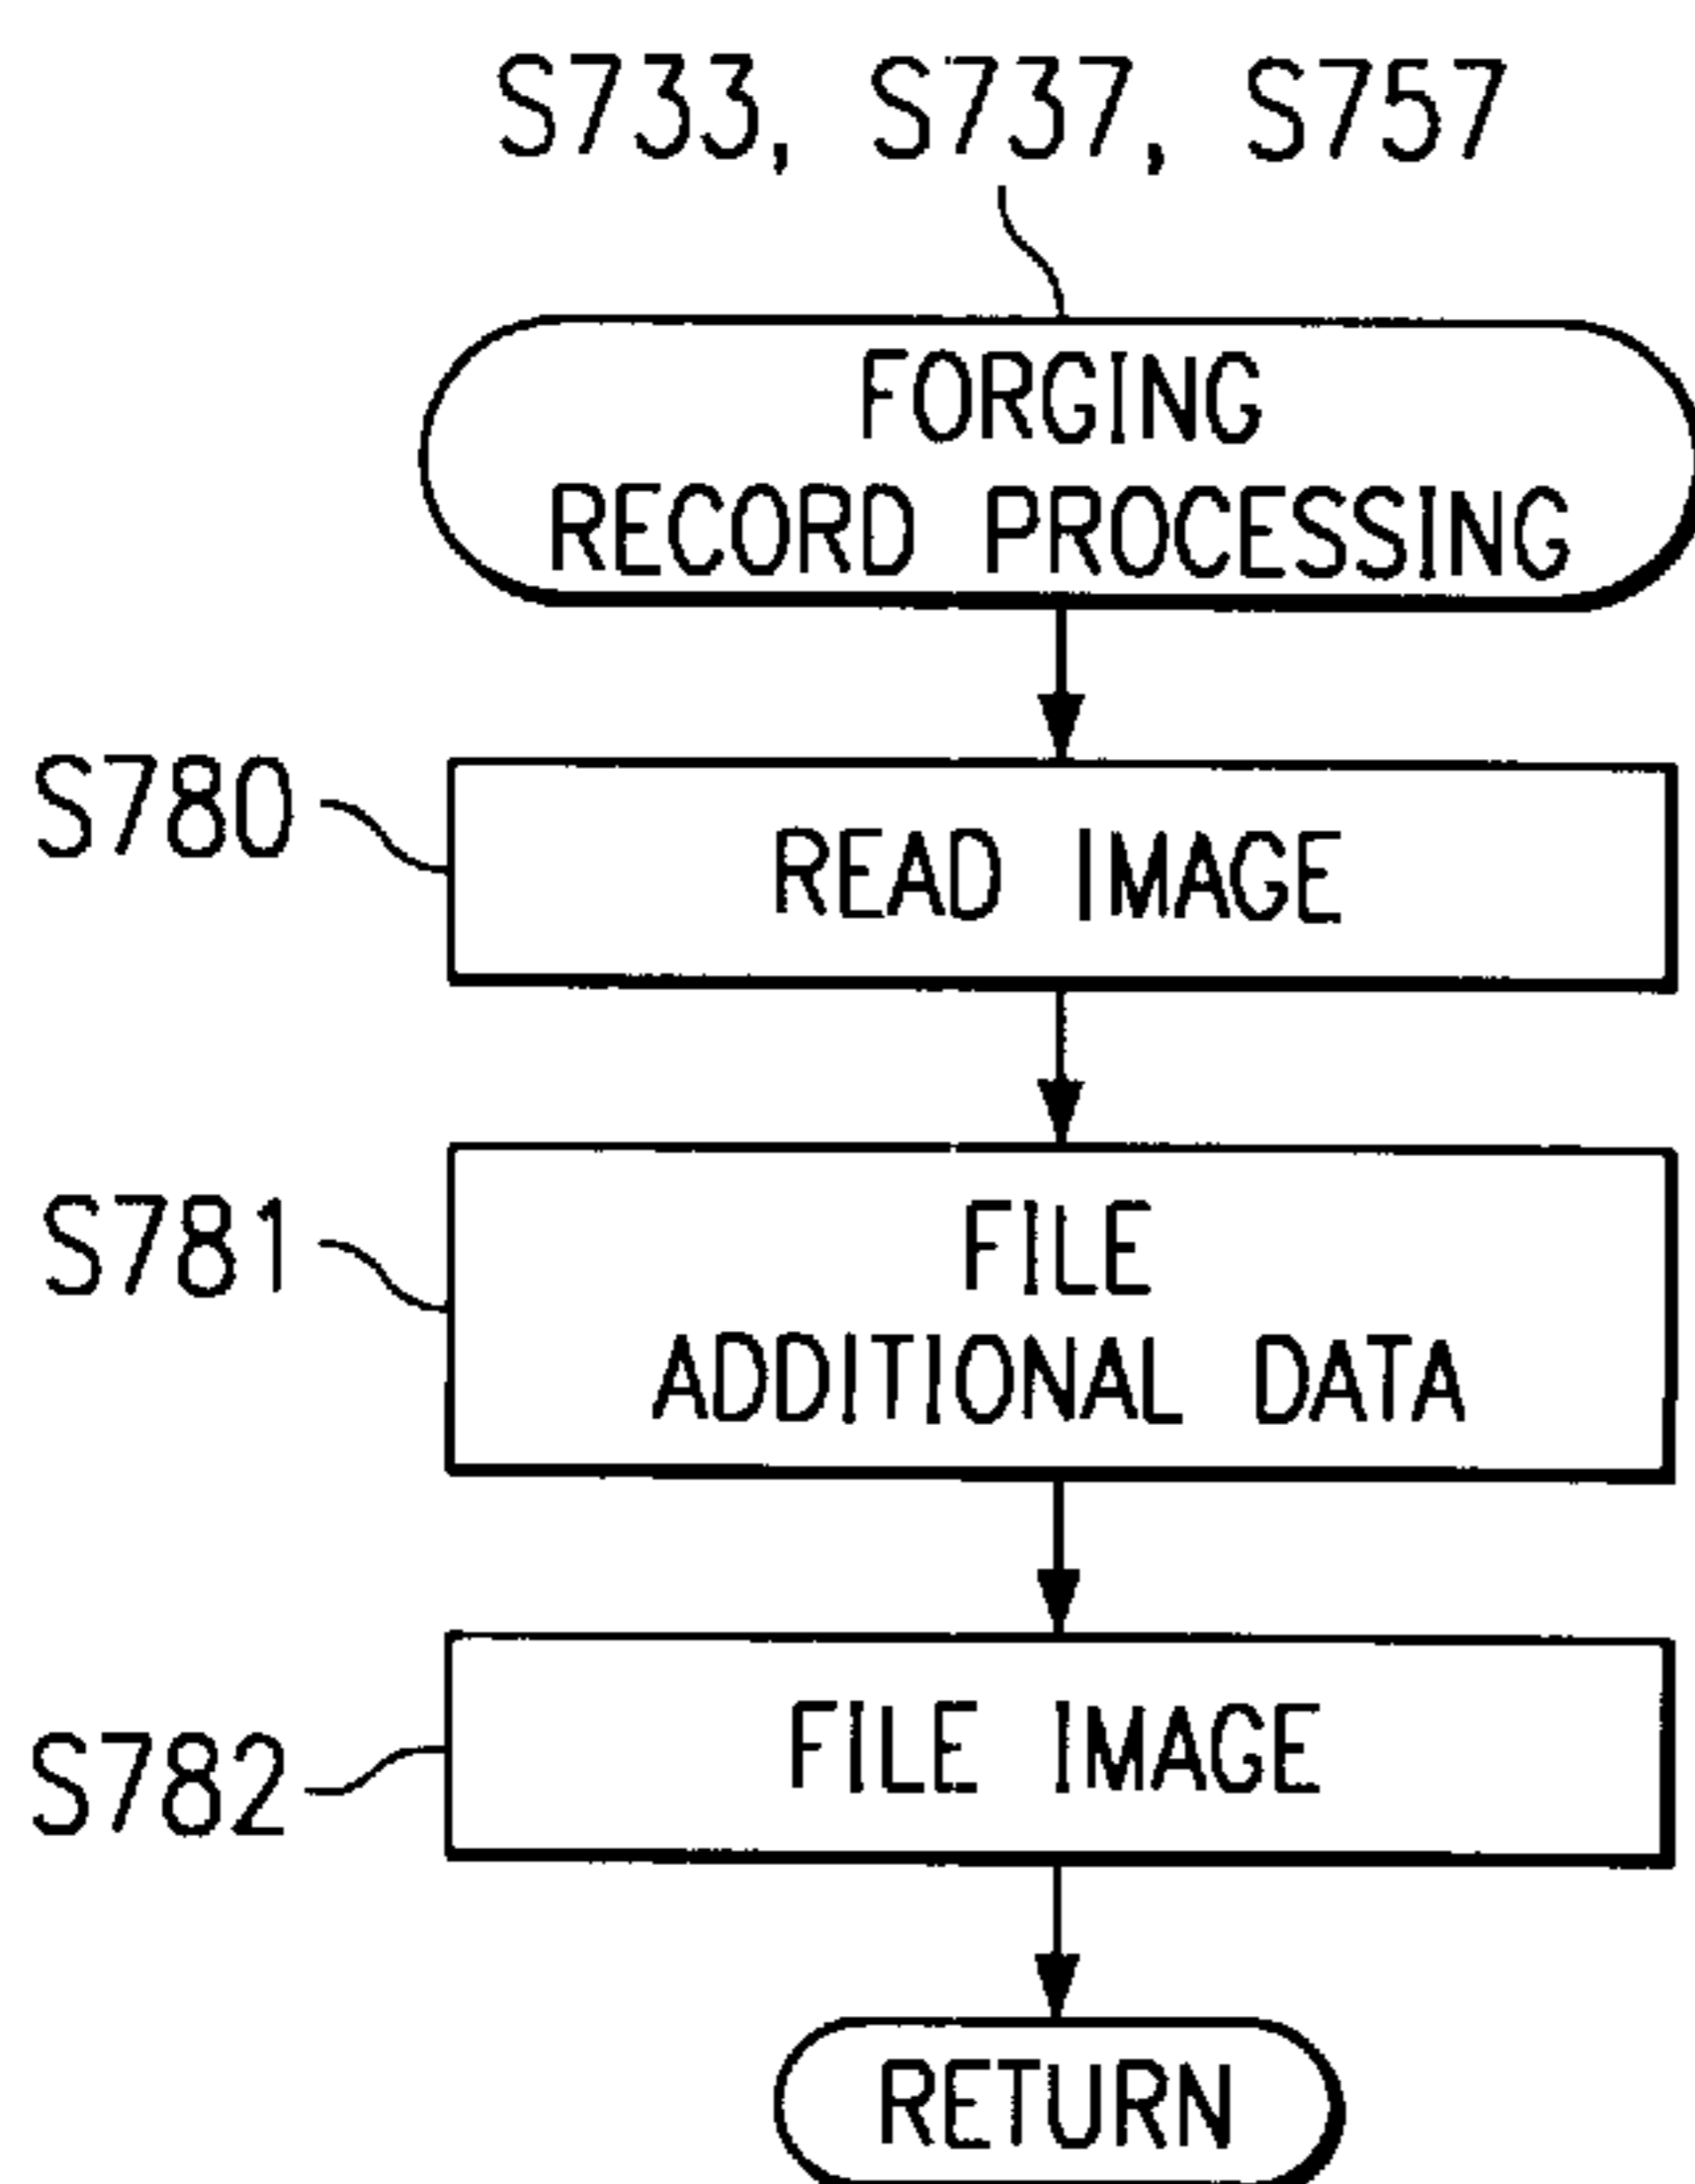 S733, S737, S757
FORGING
RECORD PROCESSING
S780
READ IMAGE
S781
FILE
ADDITIONAL DATA
S782
FILE IMAGE
RETURN